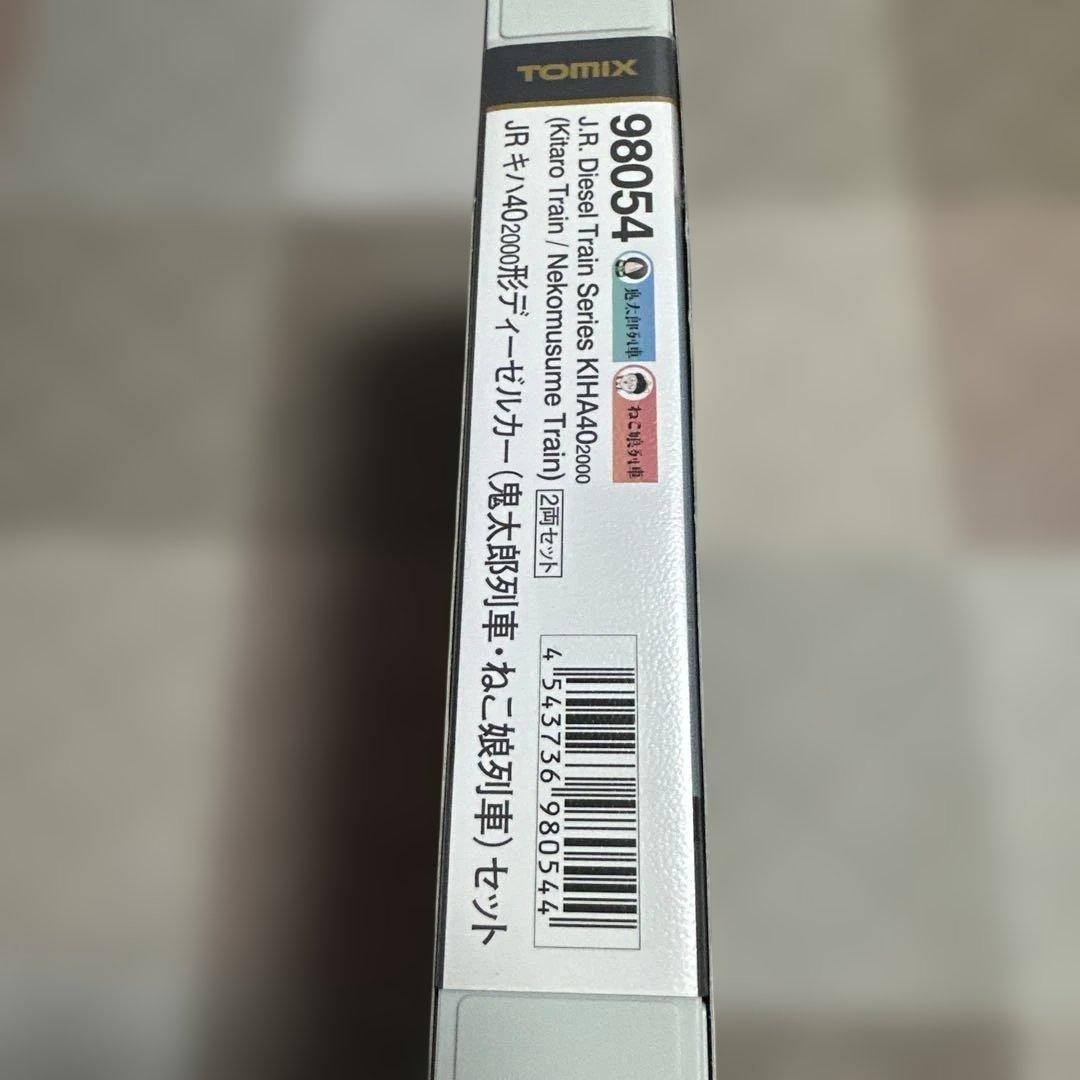 TOMIX
98054
鬼太郎列車
ねこ娘列車
J.R. Diesel Train Series KIHA402000
(Kitaro Train / Nekomusume Train) 2両セット
JR キハ402000形ディーゼルカー(鬼太郎列車・ねこ娘列車)セット
4 543736 980544